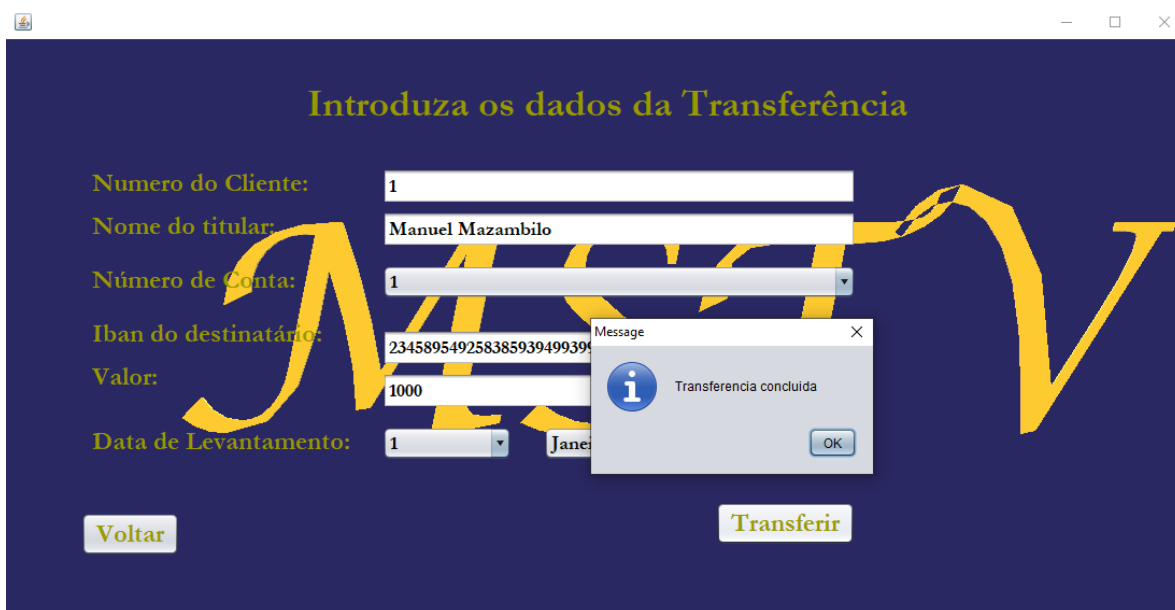 Introduza os dados da Transferência
Numero do Cliente: 1
Nome do titular: Manuel Mazambilo
Número de Conta: 1
Iban do destinatário:
Valor: 1000
Data de Levantamento: 1
Message
Transferencia concluida
OK
Voltar
Transferir